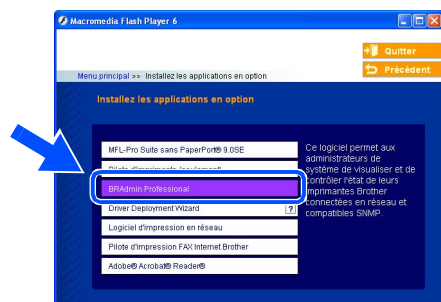 Macromedia Flash Player 6
Quitter
Précédent
Menu principal »» Installez les applications en option
Installez les applications en option
MFL-Pro Suite sans PaperPort® 9.0SE
Pilote d'imprimante (seulement)
BRAdmin Professional
Driver Deployment Wizard ?
Logiciel d'impression en réseau
Pilote d'impression FAX Internet Brother
Adobe® Acrobat® Reader®
Ce logiciel permet aux
administrateurs de
système de visualiser et de
contrôler l'état de leurs
imprimantes Brother
connectées en réseau et
compatibles SNMP.